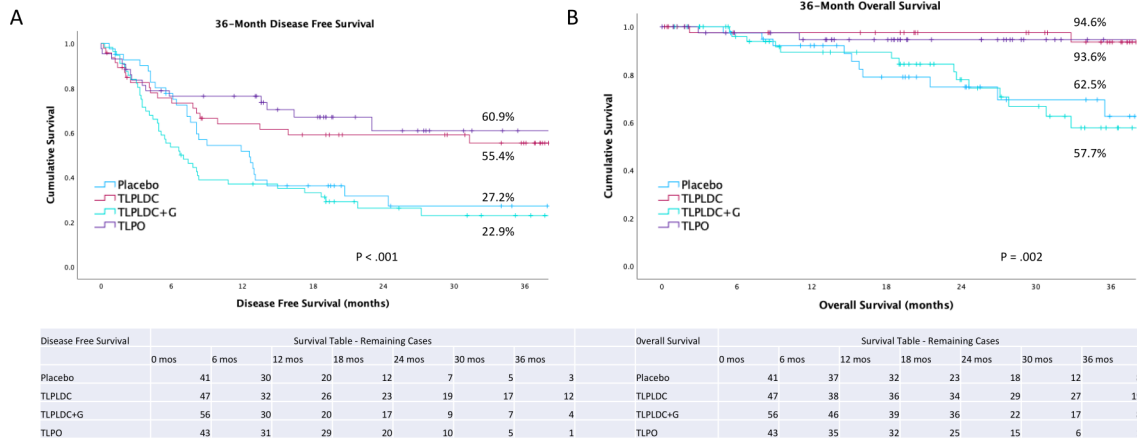 A
36-Month Disease Free Survival
1.0
0.8
0.6
0.4
0.2
0.0
Cumulative Survival
60.9%
55.4%
27.2%
22.9%
Placebo
TLPLDC
TLPLDC+G
TLPO
P < .001
0 6 12 18 24 30 36
Disease Free Survival (months)
B
36-Month Overall Survival
1.0
0.8
0.6
0.4
0.2
0.0
Cumulative Survival
94.6%
93.6%
62.5%
57.7%
Placebo
TLPLDC
TLPLDC+G
TLPO
P = .002
0 6 12 18 24 30 36
Overall Survival (months)
Disease Free Survival Survival Table - Remaining Cases
0 mos 6 mos 12 mos 18 mos 24 mos 30 mos 36 mos
Placebo 41 30 20 12 7 5 3
TLPLDC 47 32 26 23 19 17 12
TLPLDC+G 56 30 20 17 9 7 4
TLPO 43 31 29 20 10 5 1
Overall Survival Survival Table - Remaining Cases
0 mos 6 mos 12 mos 18 mos 24 mos 30 mos 36 mos
Placebo 41 37 32 23 18 12
TLPLDC 47 38 36 34 29 27
TLPLDC+G 56 46 39 36 22 17
TLPO 43 35 32 25 15 6